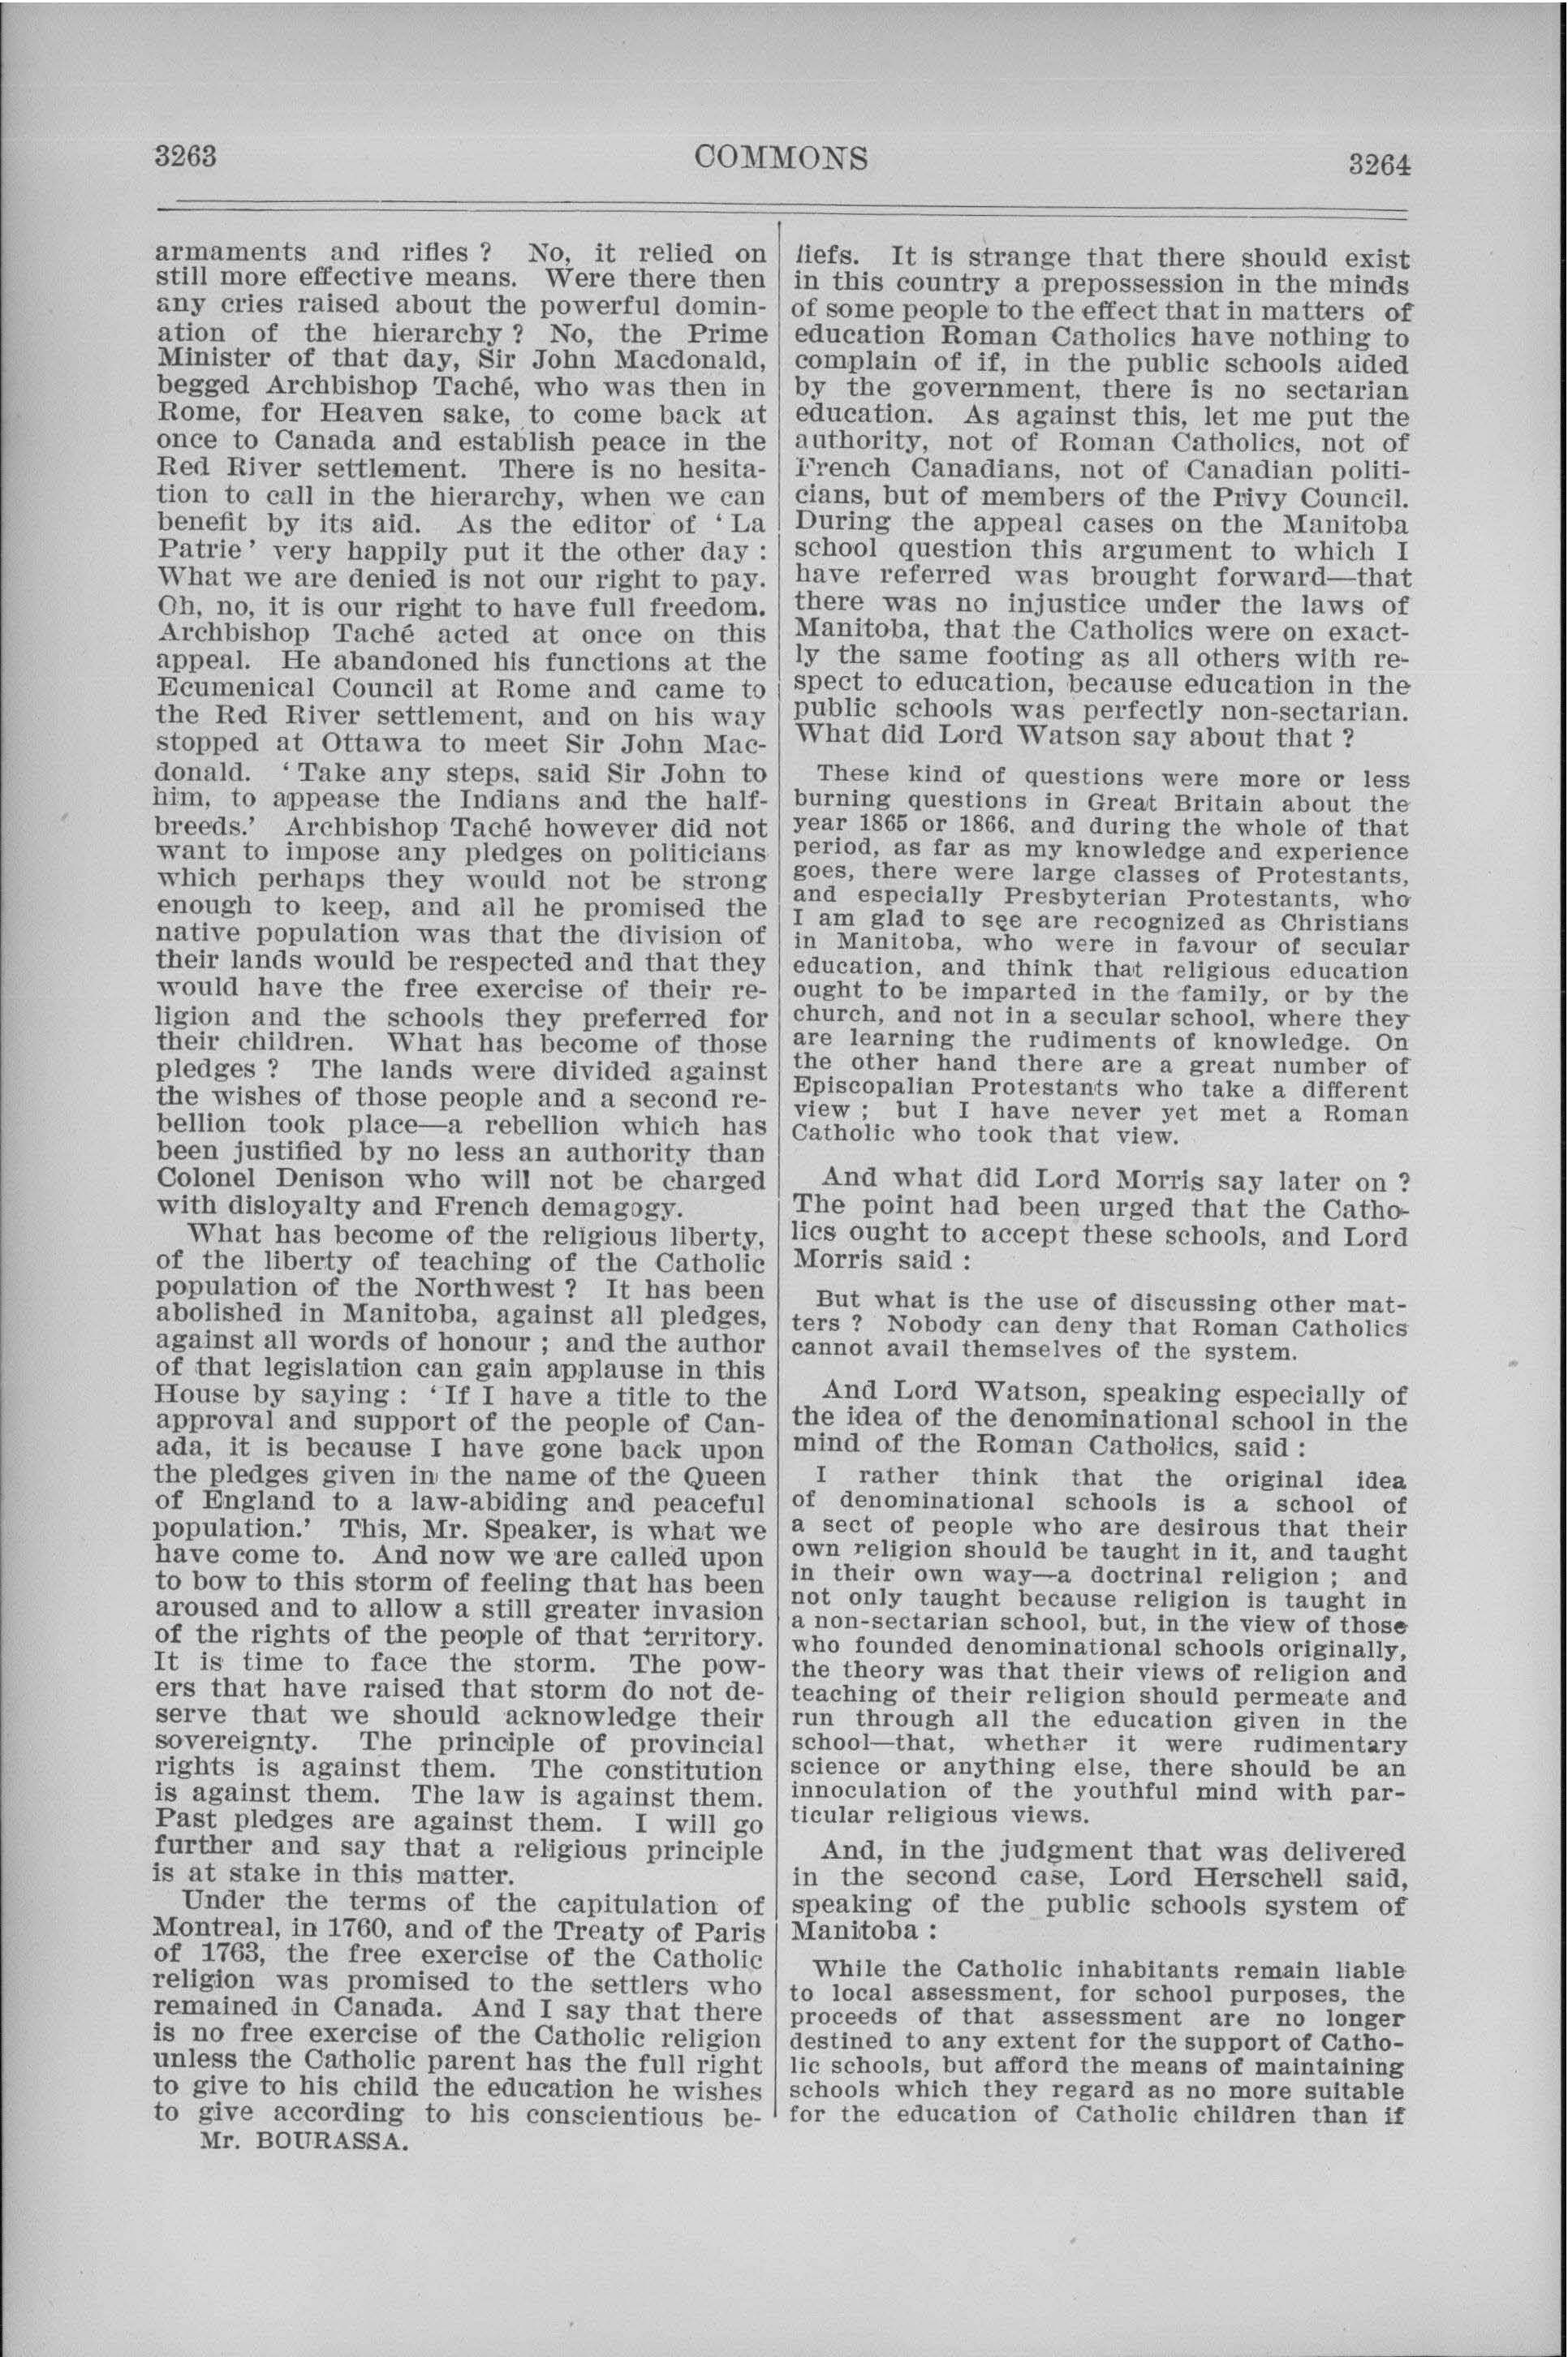 3263
COMMONS
3264
armaments and rifles ? No, it relied on
still more effective means. Were there then
any cries raised about the powerful domin-
ation of the hierarchy ? No, the Prime
Minister of that day, Sir John Macdonald,
begged Archbishop Taché, who was then in
Rome, for Heaven sake, to come back at
once to Canada and establish peace in the
Red River settlement. There is no hesita-
tion to call in the hierarchy, when we can
benefit by its aid. As the editor of ‘ La
Patrie ’ very happily put it the other day :
What we are denied is not our right to pay.
Oh, no, it is our right to have full freedom.
Archbishop Taché acted at once on this
appeal. He abandoned his functions at the
Ecumenical Council at Rome and came to
the Red River settlement, and on his way
stopped at Ottawa to meet Sir John Mac-
donald. ‘ Take any steps, said Sir John to
him, to appease the Indians and the half-
breeds.’ Archbishop Taché however did not
want to impose any pledges on politicians
which perhaps they would not be strong
enough to keep, and all he promised the
native population was that the division of
their lands would be respected and that they
would have the free exercise of their re-
ligion and the schools they preferred for
their children. What has become of those
pledges ? The lands were divided against
the wishes of those people and a second re-
bellion took place—a rebellion which has
been justified by no less an authority than
Colonel Denison who will not be charged
with disloyalty and French demagogy.
What has become of the religious liberty,
of the liberty of teaching of the Catholic
population of the Northwest ? It has been
abolished in Manitoba, against all pledges,
against all words of honour ; and the author
of that legislation can gain applause in this
House by saying : ‘ If I have a title to the
approval and support of the people of Can-
ada, it is because I have gone back upon
the pledges given in the name of the Queen
of England to a law-abiding and peaceful
population.’ This, Mr. Speaker, is what we
have come to. And now we are called upon
to bow to this storm of feeling that has been
aroused and to allow a still greater invasion
of the rights of the people of that territory.
It is time to face the storm. The pow-
ers that have raised that storm do not de-
serve that we should acknowledge their
sovereignty. The principle of provincial
rights is against them. The constitution
is against them. The law is against them.
Past pledges are against them. I will go
further and say that a religious principle
is at stake in this matter.
Under the terms of the capitulation of
Montreal, in 1760, and of the Treaty of Paris
of 1763, the free exercise of the Catholic
religion was promised to the settlers who
remained in Canada. And I say that there
is no free exercise of the Catholic religion
unless the Catholic parent has the full right
to give to his child the education he wishes
to give according to his conscientious be-
Mr. BOURASSA.
liefs. It is strange that there should exist
in this country a prepossession in the minds
of some people to the effect that in matters of
education Roman Catholics have nothing to
complain of if, in the public schools aided
by the government, there is no sectarian
education. As against this, let me put the
authority, not of Roman Catholics, not of
French Canadians, not of Canadian politi-
cians, but of members of the Privy Council.
During the appeal cases on the Manitoba
school question this argument to which I
have referred was brought forward—that
there was no injustice under the laws of
Manitoba, that the Catholics were on exact-
ly the same footing as all others with re-
spect to education, because education in the
public schools was perfectly non-sectarian.
What did Lord Watson say about that ?
These kind of questions were more or less
burning questions in Great Britain about the
year 1865 or 1866, and during the whole of that
period, as far as my knowledge and experience
goes, there were large classes of Protestants,
and especially Presbyterian Protestants, who
I am glad to see are recognized as Christians
in Manitoba, who were in favour of secular
education, and think that religious education
ought to be imparted in the family, or by the
church, and not in a secular school, where they
are learning the rudiments of knowledge. On
the other hand there are a great number of
Episcopalian Protestants who take a different
view ; but I have never yet met a Roman
Catholic who took that view.
And what did Lord Morris say later on ?
The point had been urged that the Catho-
lics ought to accept these schools, and Lord
Morris said :
But what is the use of discussing other mat-
ters ? Nobody can deny that Roman Catholics
cannot avail themselves of the system.
And Lord Watson, speaking especially of
the idea of the denominational school in the
mind of the Roman Catholics, said :
I rather think that the original idea
of denominational schools is a school of
a sect of people who are desirous that their
own religion should be taught in it, and taught
in their own way—a doctrinal religion ; and
not only taught because religion is taught in
a non-sectarian school, but, in the view of those
who founded denominational schools originally,
the theory was that their views of religion and
teaching of their religion should permeate and
run through all the education given in the
school—that, whether it were rudimentary
science or anything else, there should be an
innoculation of the youthful mind with par-
ticular religious views.
And, in the judgment that was delivered
in the second case, Lord Herschell said,
speaking of the public schools system of
Manitoba :
While the Catholic inhabitants remain liable
to local assessment, for school purposes, the
proceeds of that assessment are no longer
destined to any extent for the support of Catho-
lic schools, but afford the means of maintaining
schools which they regard as no more suitable
for the education of Catholic children than if